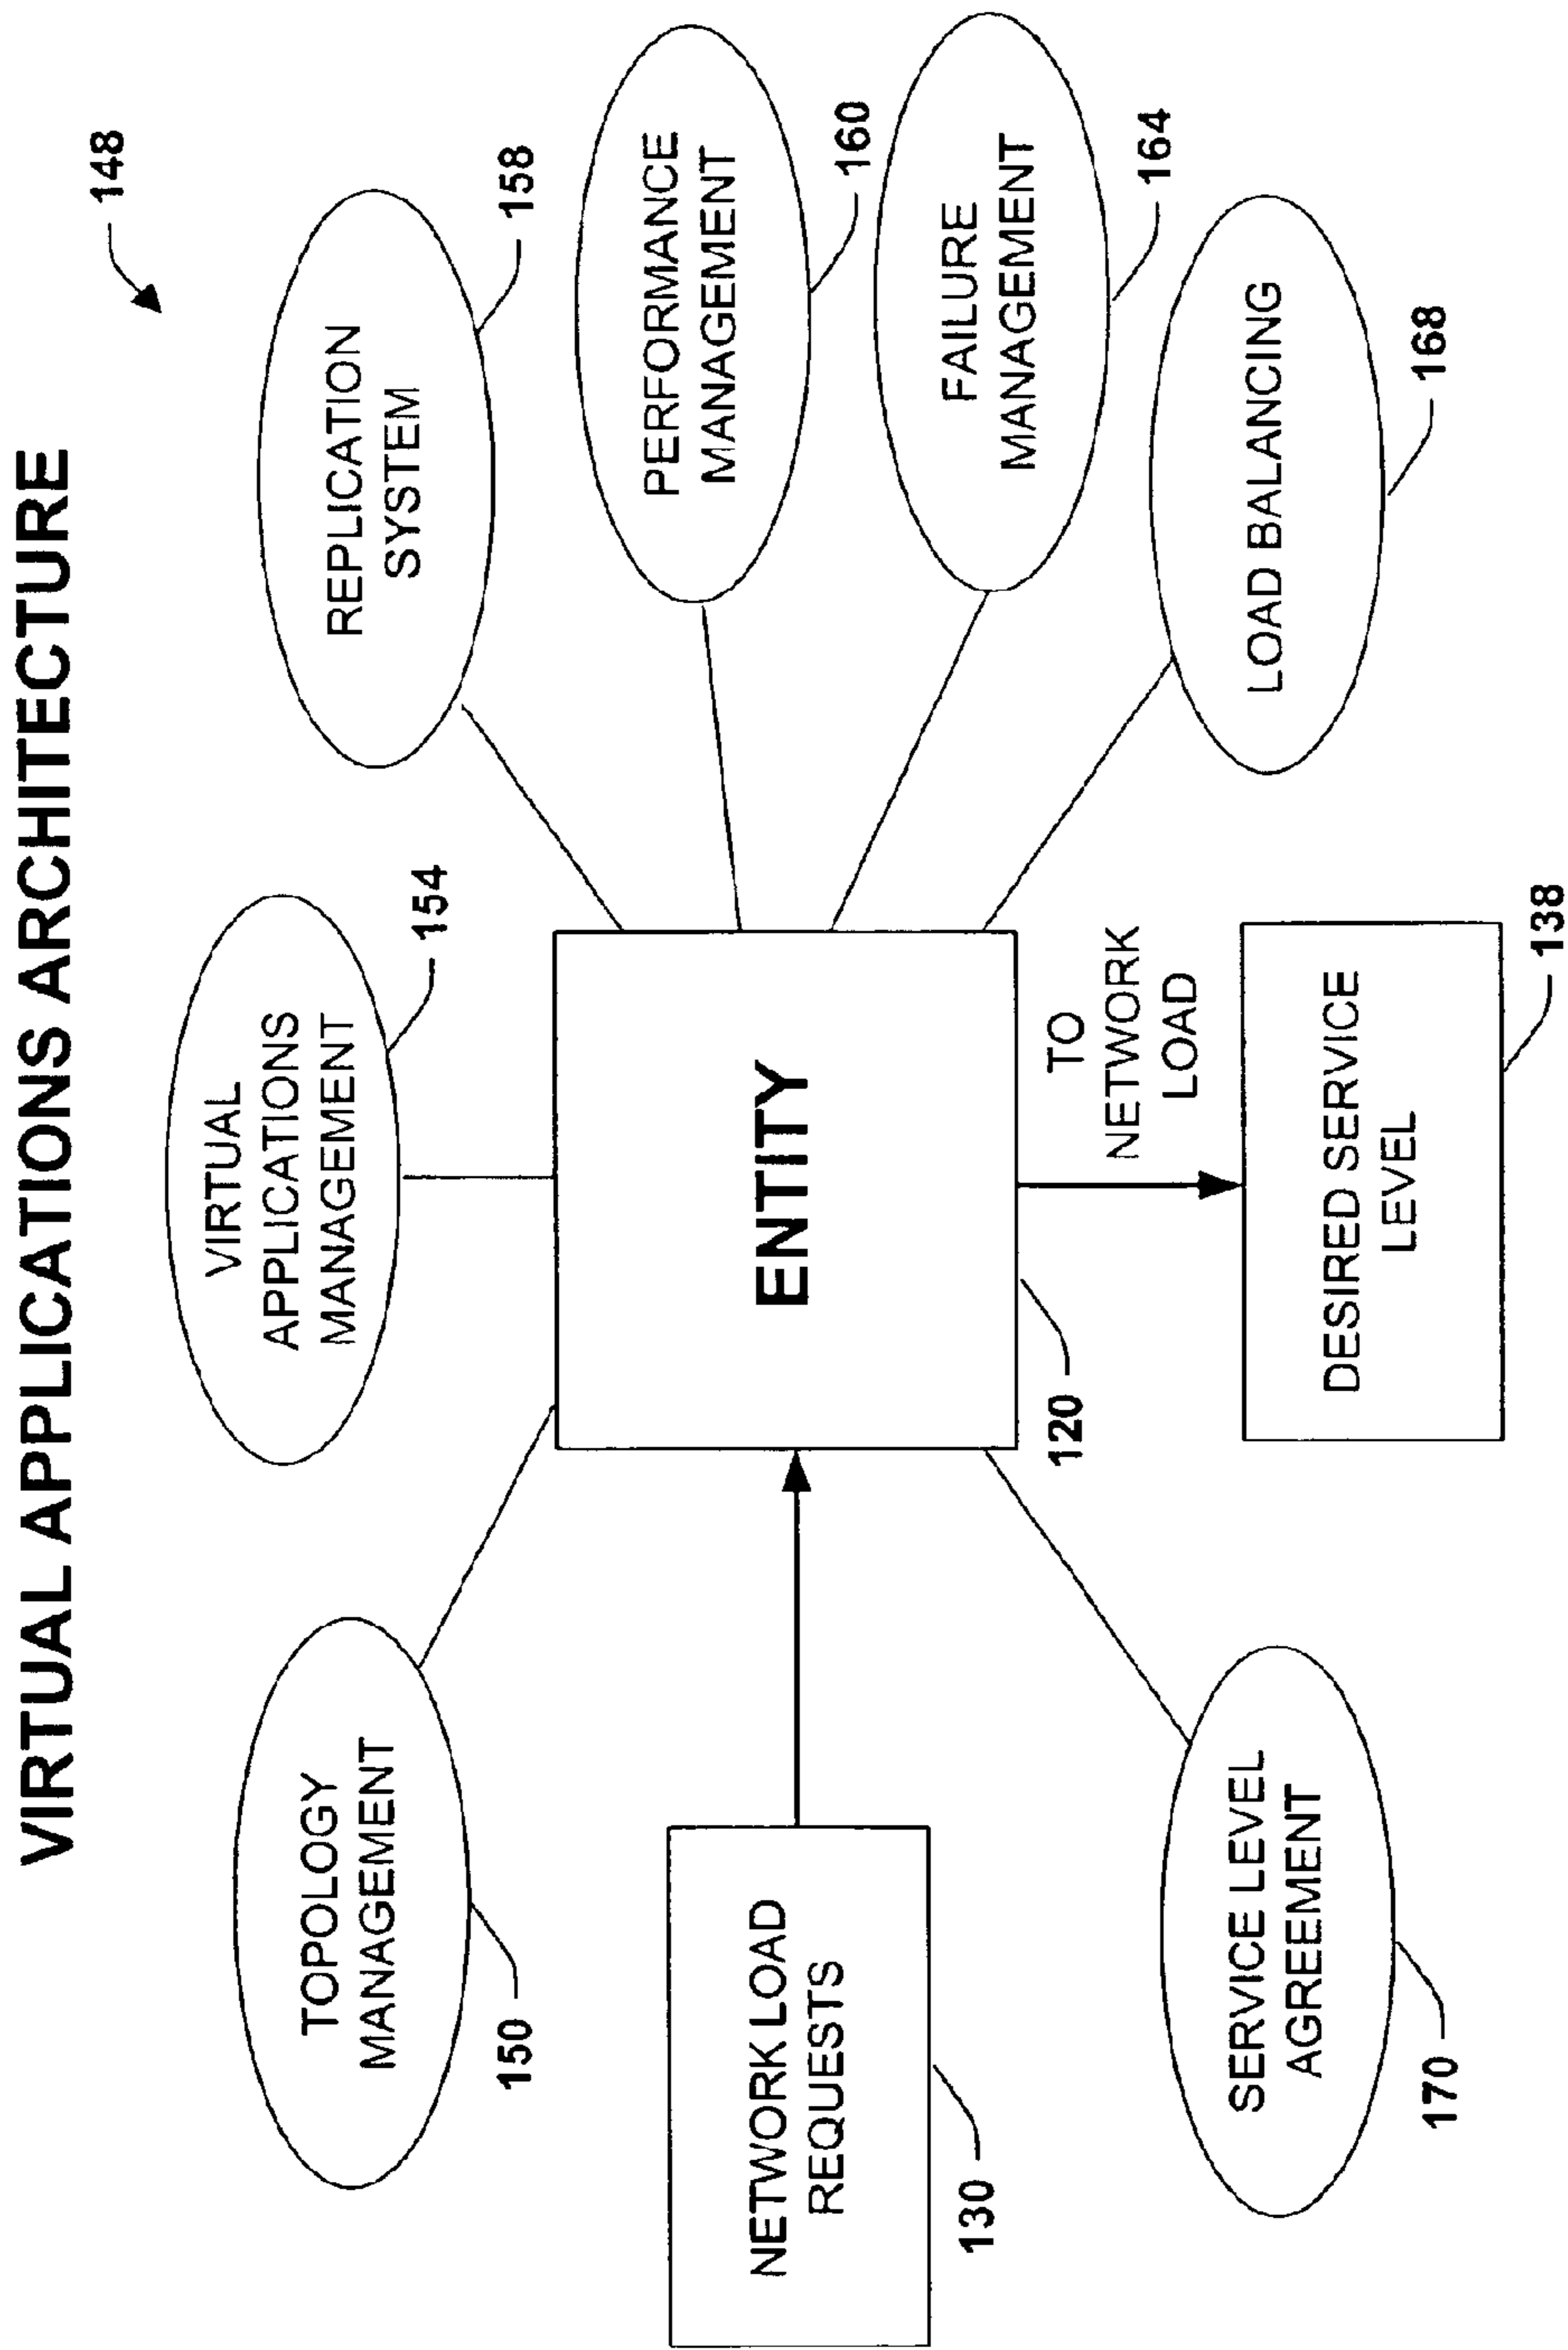 VIRTUAL APPLICATIONS ARCHITECTURE
148
TOPOLOGY
MANAGEMENT
150
VIRTUAL
APPLICATIONS
MANAGEMENT
154
REPLICATION
SYSTEM
158
PERFORMANCE
MANAGEMENT
160
NETWORK LOAD
REQUESTS
130
ENTITY
120
FAILURE
MANAGEMENT
164
TO
NETWORK
LOAD
LOAD BALANCING
168
SERVICE LEVEL
AGREEMENT
170
DESIRED SERVICE
LEVEL
138